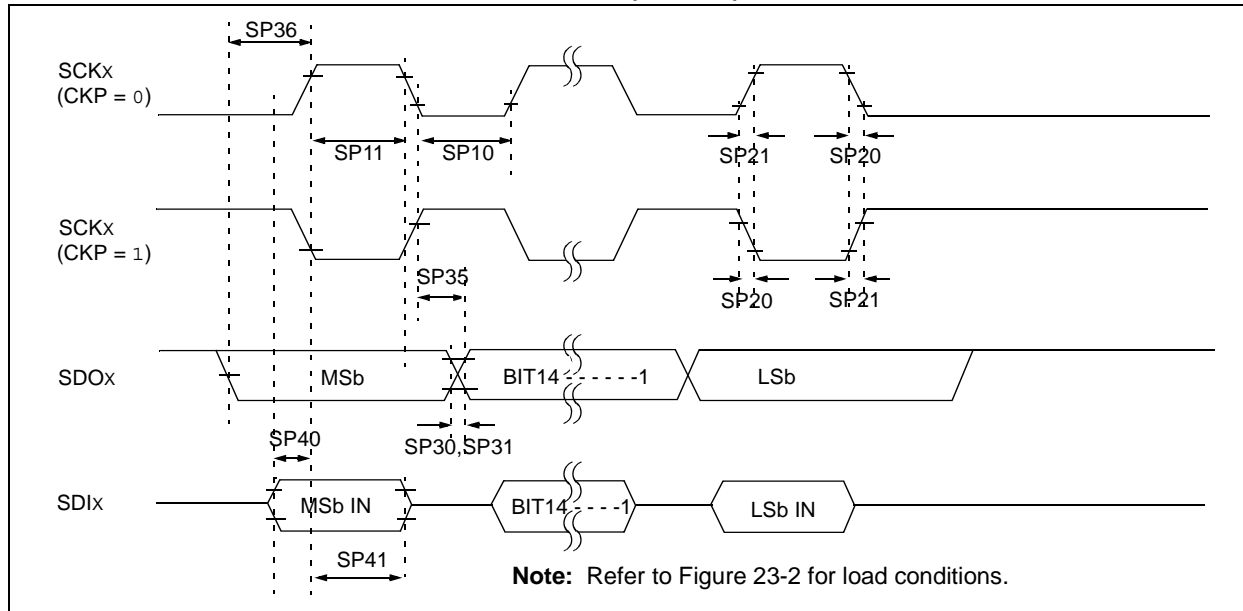 SP36
SCKX
(CKP = 0)
SP11
SP10
SP21
SP20
SCKX
(CKP = 1)
SP35
SP20
SP21
SDOX
MSb
BIT14 - - - - - -1
LSb
SP40
SP30,SP31
SDIX
MSb IN
BIT14 - - - -1
LSb IN
SP41
Note: Refer to Figure 23-2 for load conditions.